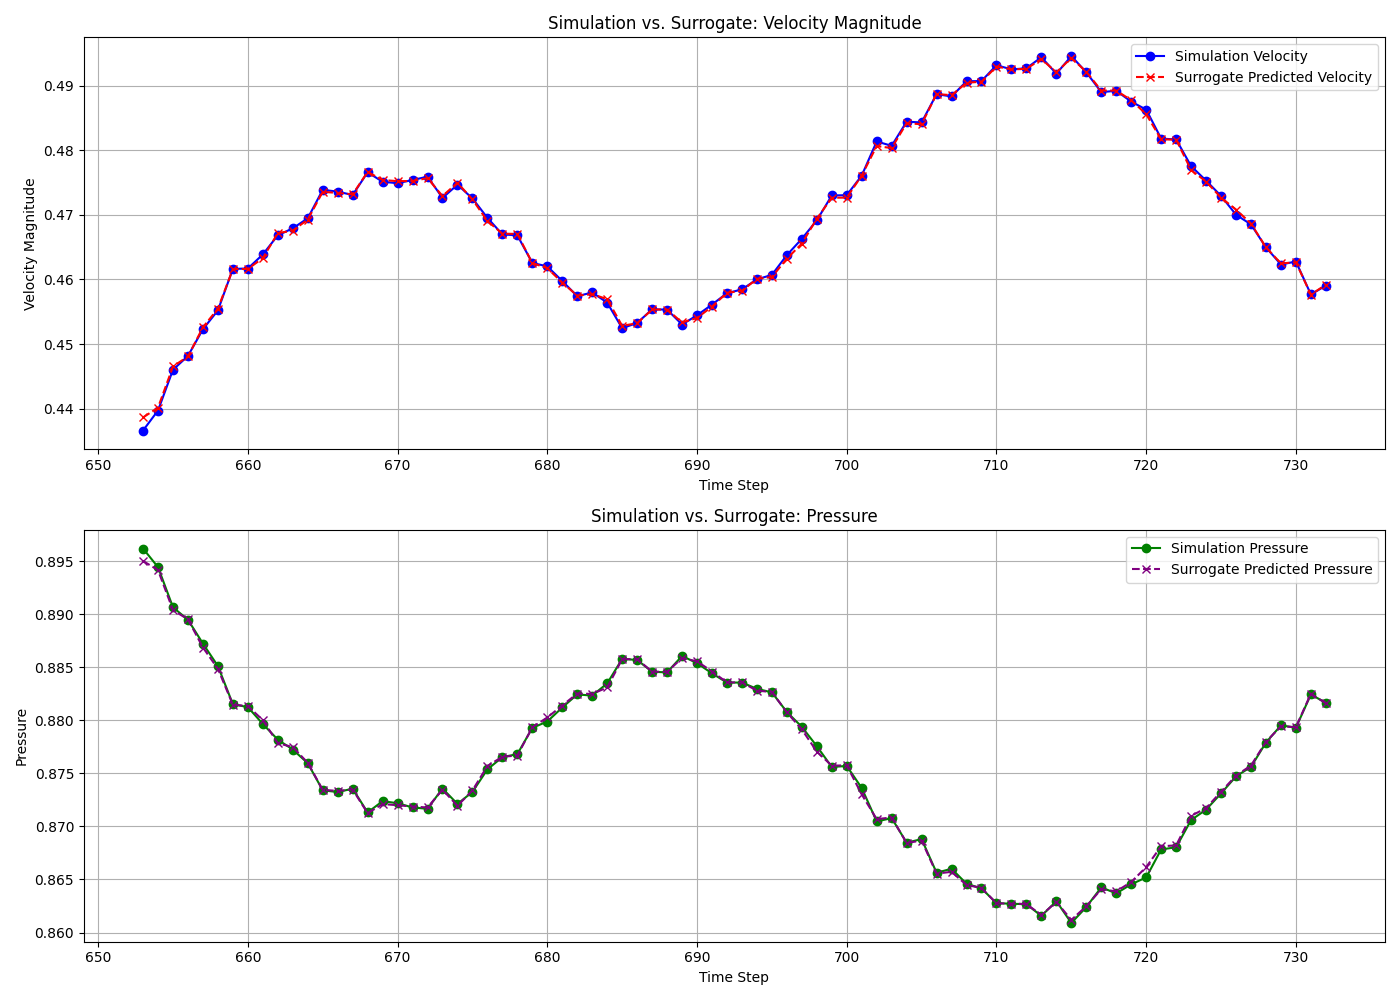 Simulation vs. Surrogate: Velocity Magnitude
Simulation Velocity
Surrogate Predicted Velocity
Velocity Magnitude
0.49
0.48
0.47
0.46
0.45
0.44
650 660 670 680 690 700 710 720 730
Time Step
Simulation vs. Surrogate: Pressure
Simulation Pressure
Surrogate Predicted Pressure
Pressure
0.895
0.890
0.885
0.880
0.875
0.870
0.865
0.860
650 660 670 680 690 700 710 720 730
Time Step